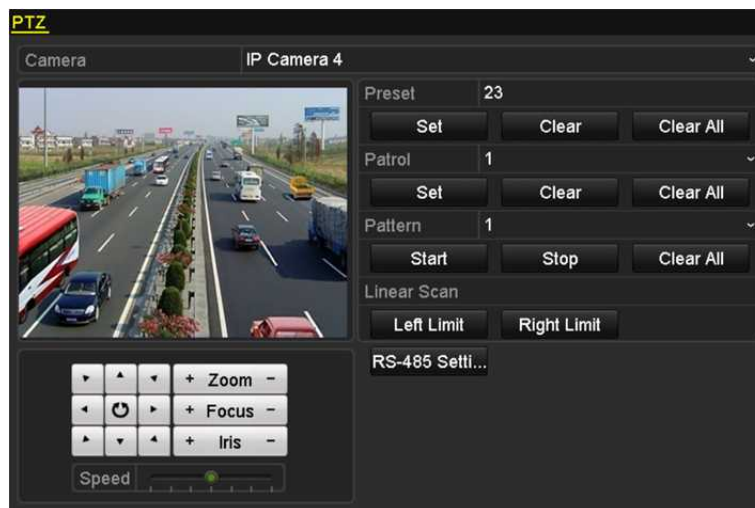 PTZ
Camera IP Camera 4
Preset 23
Set Clear Clear All
Patrol 1
Set Clear Clear All
Pattern 1
Start Stop Clear All
Linear Scan
Left Limit Right Limit
RS-485 Setti...
+ Zoom -
+ Focus -
+ Iris -
Speed